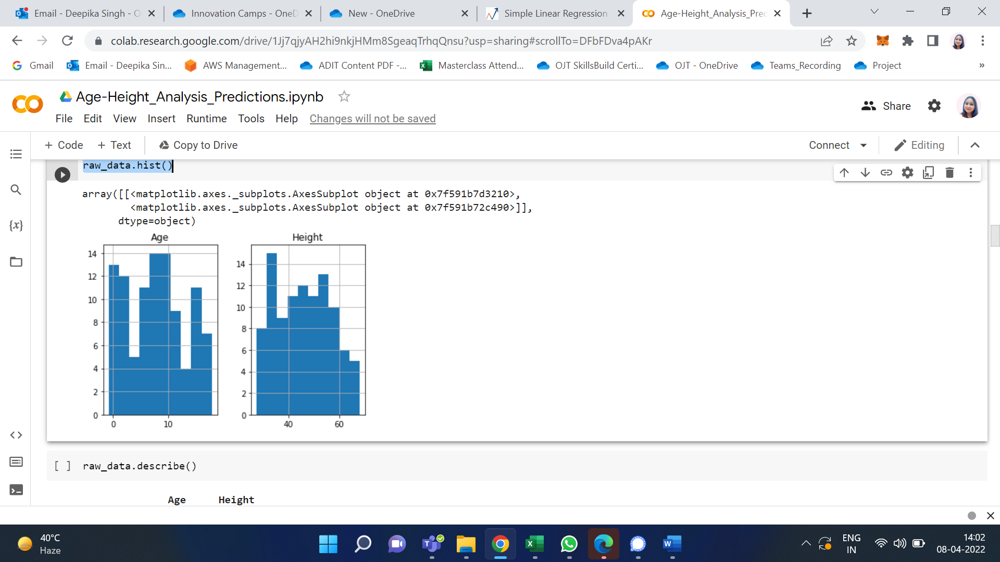 Email - Deepika Singh - O
Innovation Camps - OneD
New - OneDrive
Simple Linear Regression
Age-Height_Analysis_Prec
colab.research.google.com/drive/1Jj7qjyAH2hi9nkjHMm8SgeaqTrhqQnsu?usp=sharing#scrollTo=DFbFDva4pAKr
Gmail
Email - Deepika Sin...
AWS Management...
ADIT Content PDF -...
Masterclass Attend...
OJT SkillsBuild Certi...
OJT - OneDrive
Teams_Recording
Project
»
Age-Height_Analysis_Predictions.ipynb
Share
File Edit View Insert Runtime Tools Help Changes will not be saved
+ Code + Text Copy to Drive
Connect
Editing
raw_data.hist()
array([[<matplotlib.axes._subplots.AxesSubplot object at 0x7f591b7d3210>,
<matplotlib.axes._subplots.AxesSubplot object at 0x7f591b72c490>]],
dtype=object)
Age
14
12
10
8
6
4
2
0
0 10
Height
14
12
10
8
6
4
2
0
40 60
[ ] raw_data.describe()
Age Height
40°C
Haze
ENG
IN
14:02
08-04-2022